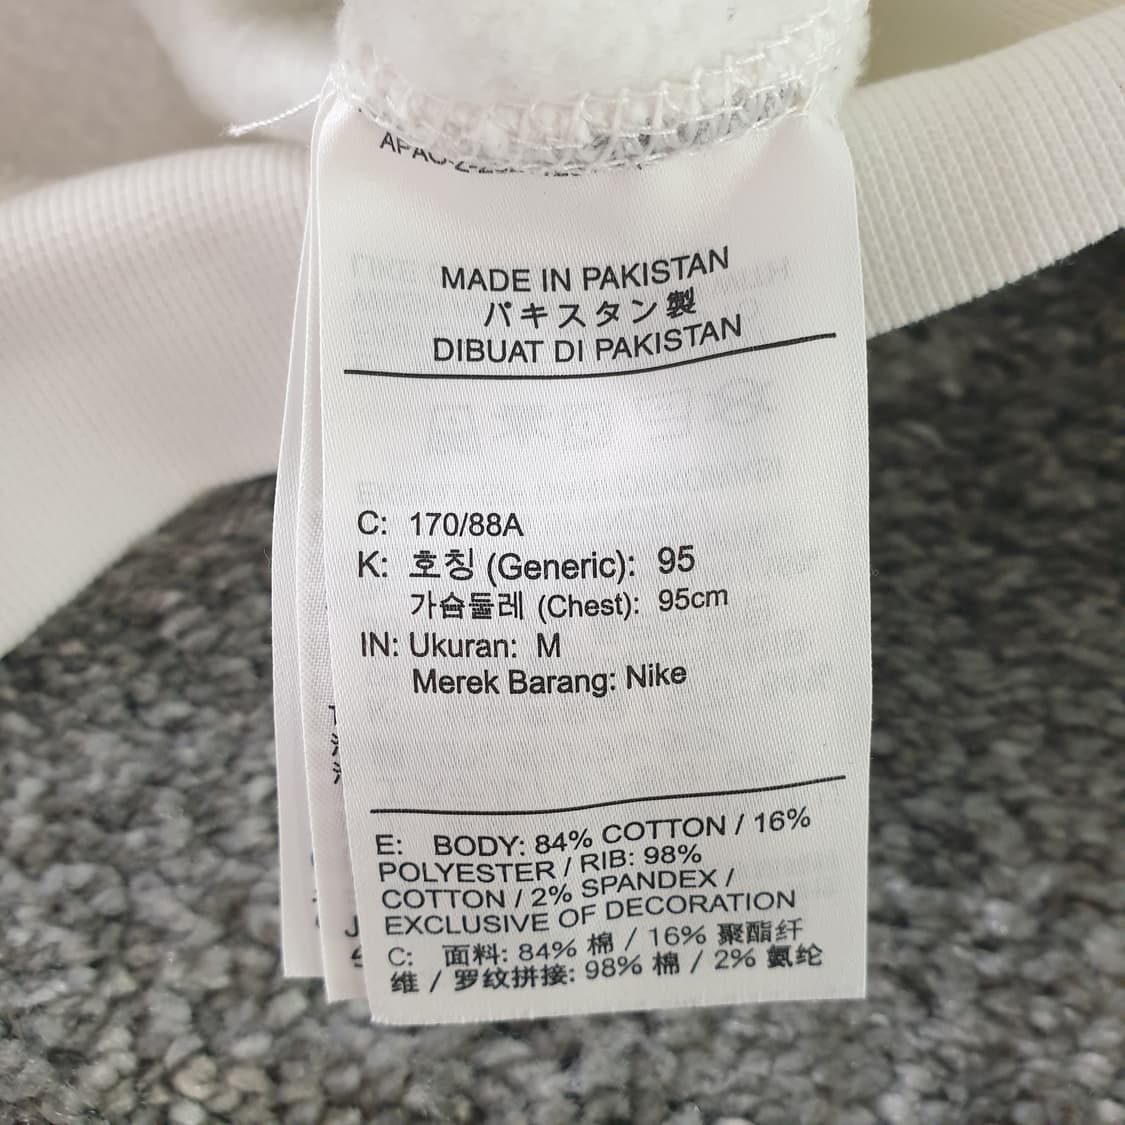 MADE IN PAKISTAN
パキスタン製
DIBUAT DI PAKISTAN
C: 170/88A
K: 호칭 (Generic): 95
가슴둘레 (Chest): 95cm
IN: Ukuran: M
Merek Barang: Nike
E: BODY: 84% COTTON / 16%
POLYESTER / RIB: 98%
COTTON / 2% SPANDEX /
EXCLUSIVE OF DECORATION
C: 面料: 84% 棉 / 16% 聚酯纤
维 / 罗纹拼接: 98% 棉 / 2% 氨纶